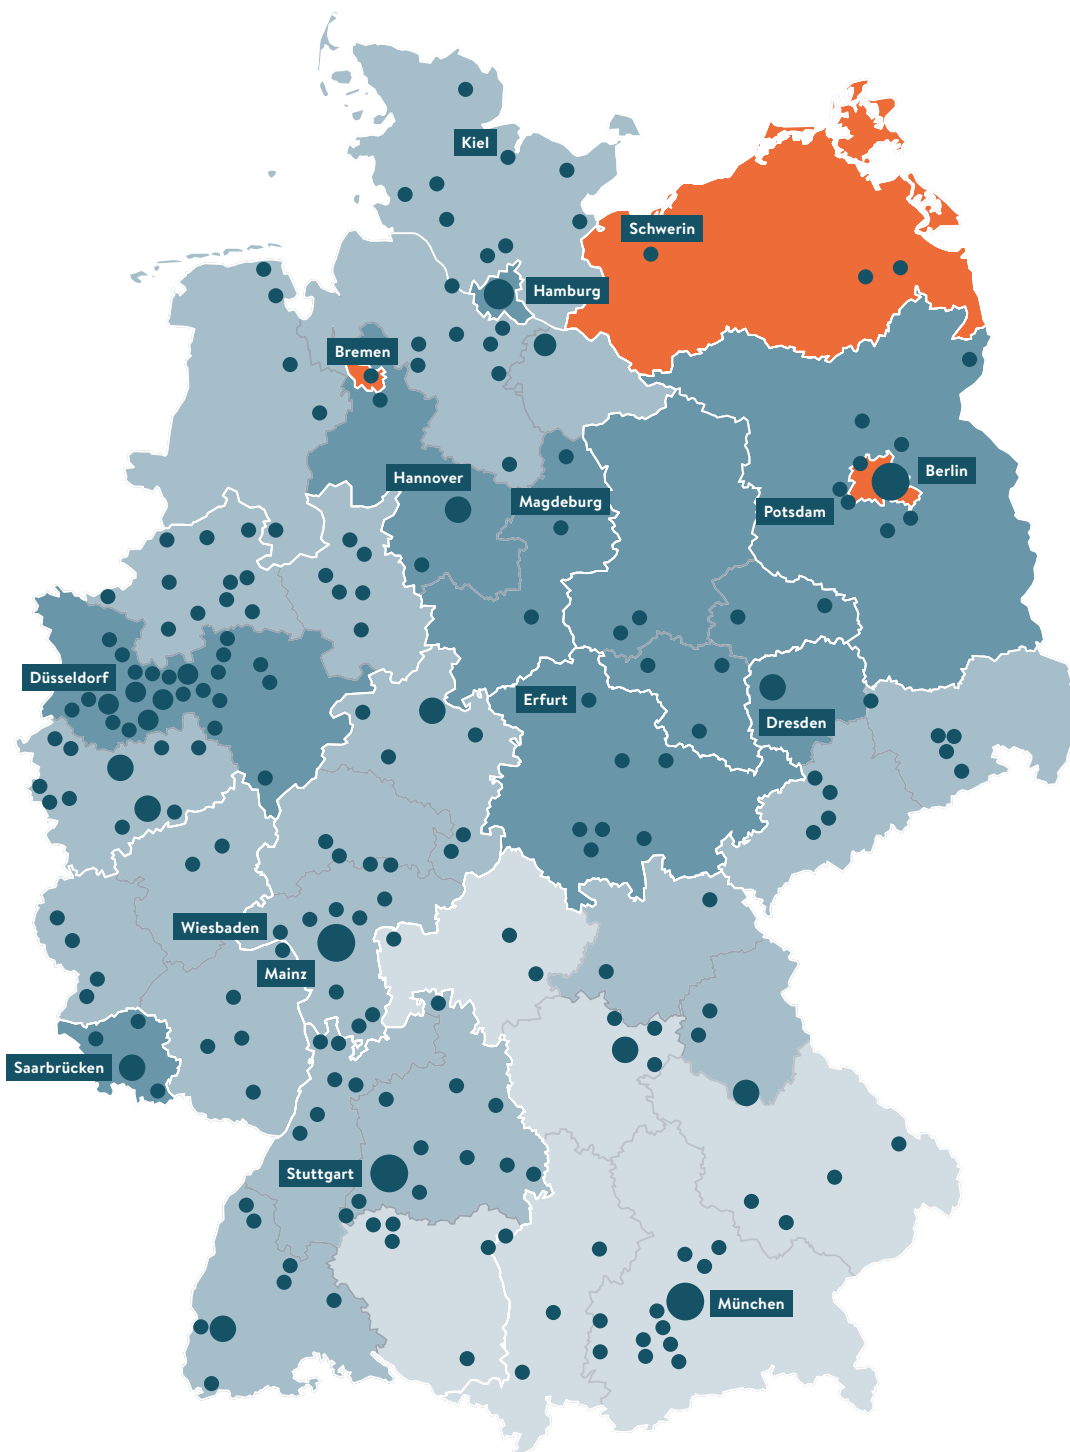 Kiel
Schwerin
Hamburg
Bremen
Hannover
Berlin
Magdeburg
Potsdam
Düsseldorf
Erfurt
Dresden
Wiesbaden
Mainz
Saarbrücken
Stuttgart
München